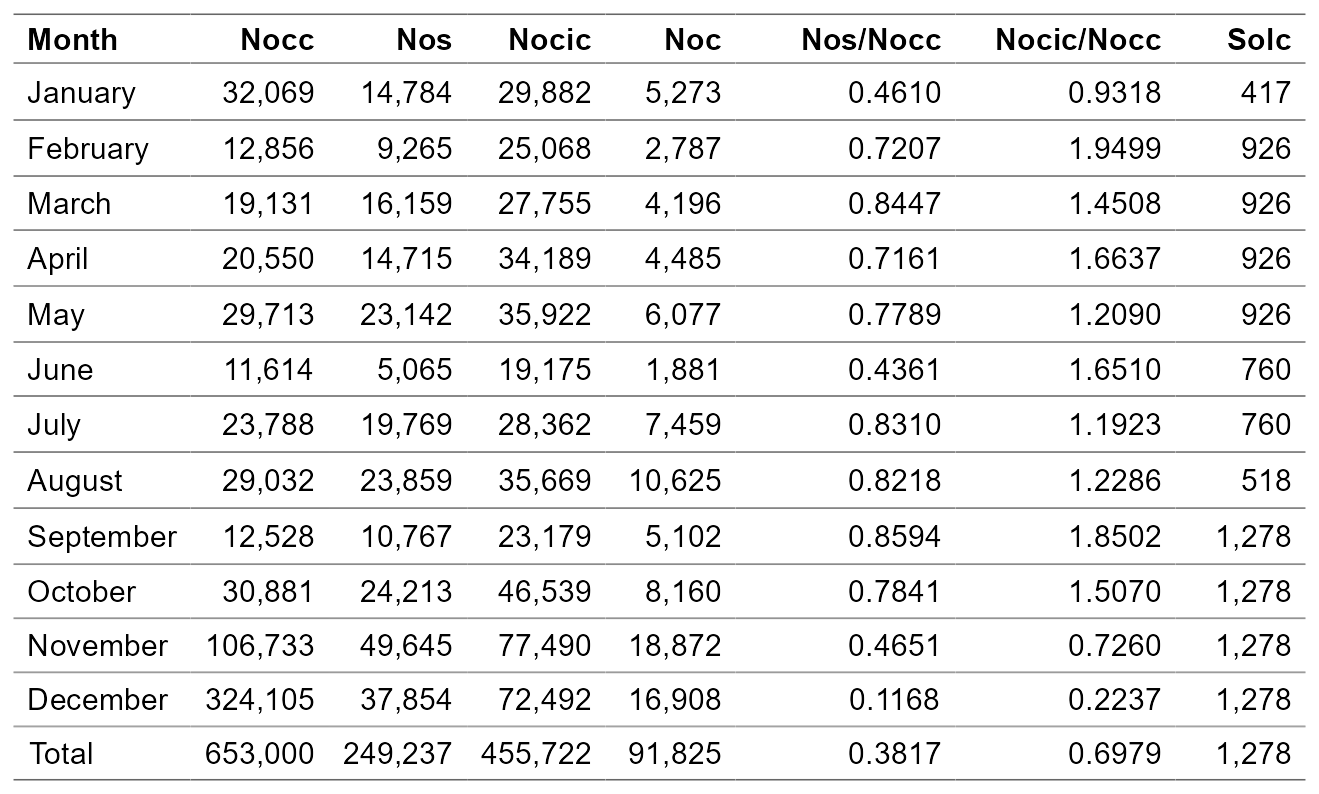 Month Nocc Nos Nocic Noc Nos/Nocc Nocic/Nocc Solc
January 32,069 14,784 29,882 5,273 0.4610 0.9318 417
February 12,856 9,265 25,068 2,787 0.7207 1.9499 926
March 19,131 16,159 27,755 4,196 0.8447 1.4508 926
April 20,550 14,715 34,189 4,485 0.7161 1.6637 926
May 29,713 23,142 35,922 6,077 0.7789 1.2090 926
June 11,614 5,065 19,175 1,881 0.4361 1.6510 760
July 23,788 19,769 28,362 7,459 0.8310 1.1923 760
August 29,032 23,859 35,669 10,625 0.8218 1.2286 518
September 12,528 10,767 23,179 5,102 0.8594 1.8502 1,278
October 30,881 24,213 46,539 8,160 0.7841 1.5070 1,278
November 106,733 49,645 77,490 18,872 0.4651 0.7260 1,278
December 324,105 37,854 72,492 16,908 0.1168 0.2237 1,278
Total 653,000 249,237 455,722 91,825 0.3817 0.6979 1,278